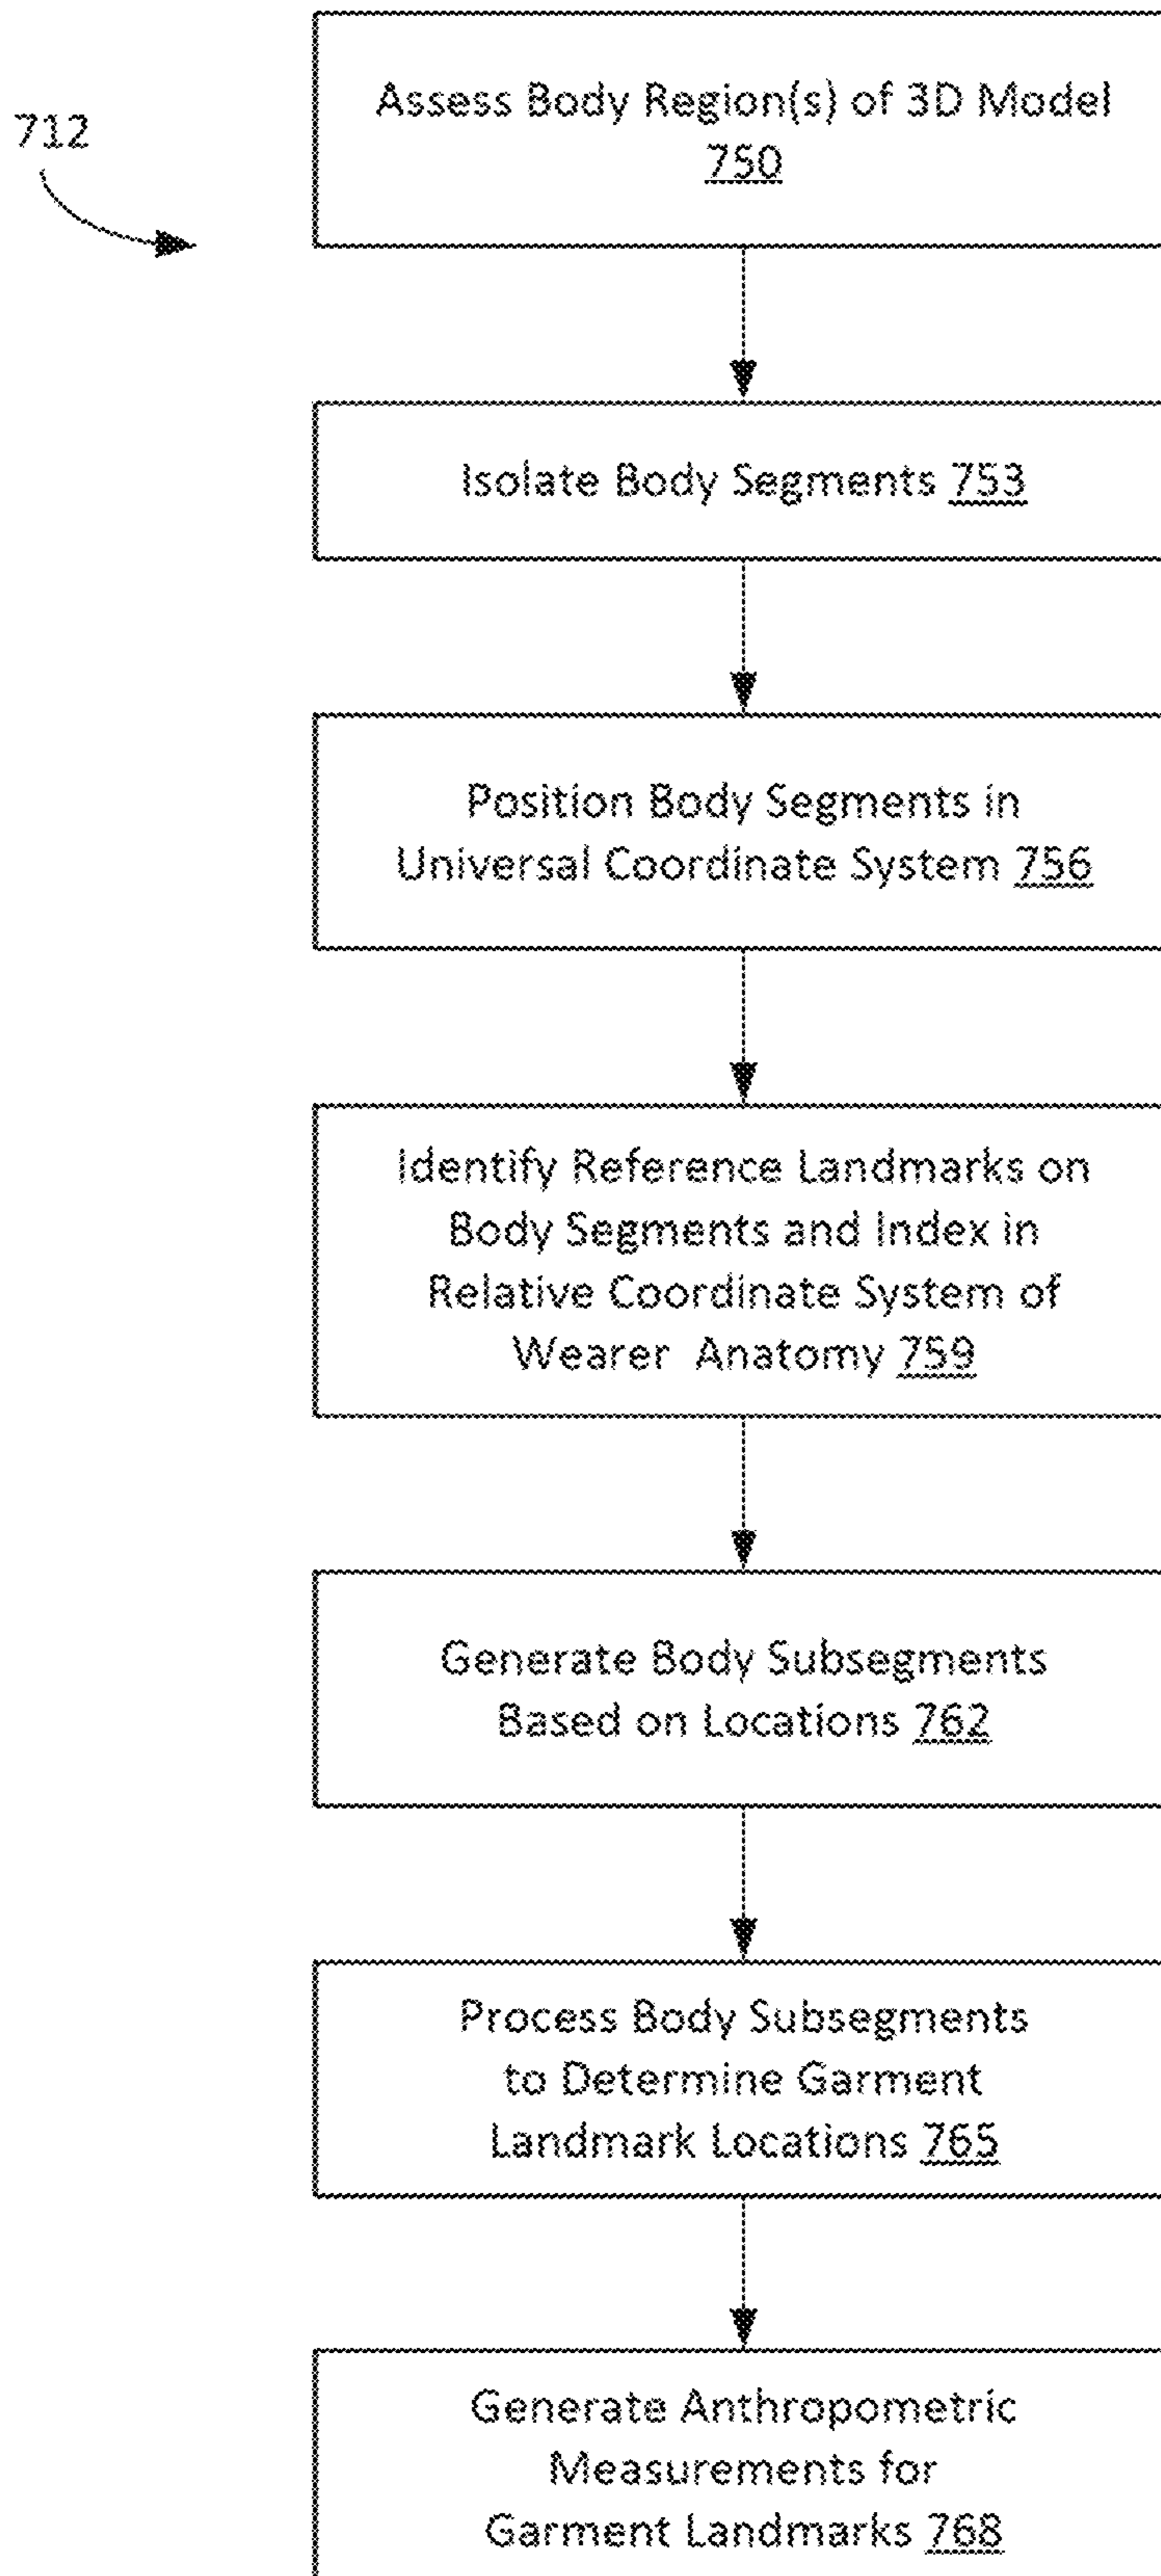 712
Assess Body Region(s) of 3D Model
750
Isolate Body Segments 753
Position Body Segments in
Universal Coordinate System 756
Identify Reference Landmarks on
Body Segments and Index in
Relative Coordinate System of
Wearer Anatomy 759
Generate Body Subsegments
Based on Locations 762
Process Body Subsegments
to Determine Garment
Landmark Locations 765
Generate Anthropometric
Measurements for
Garment Landmarks 768